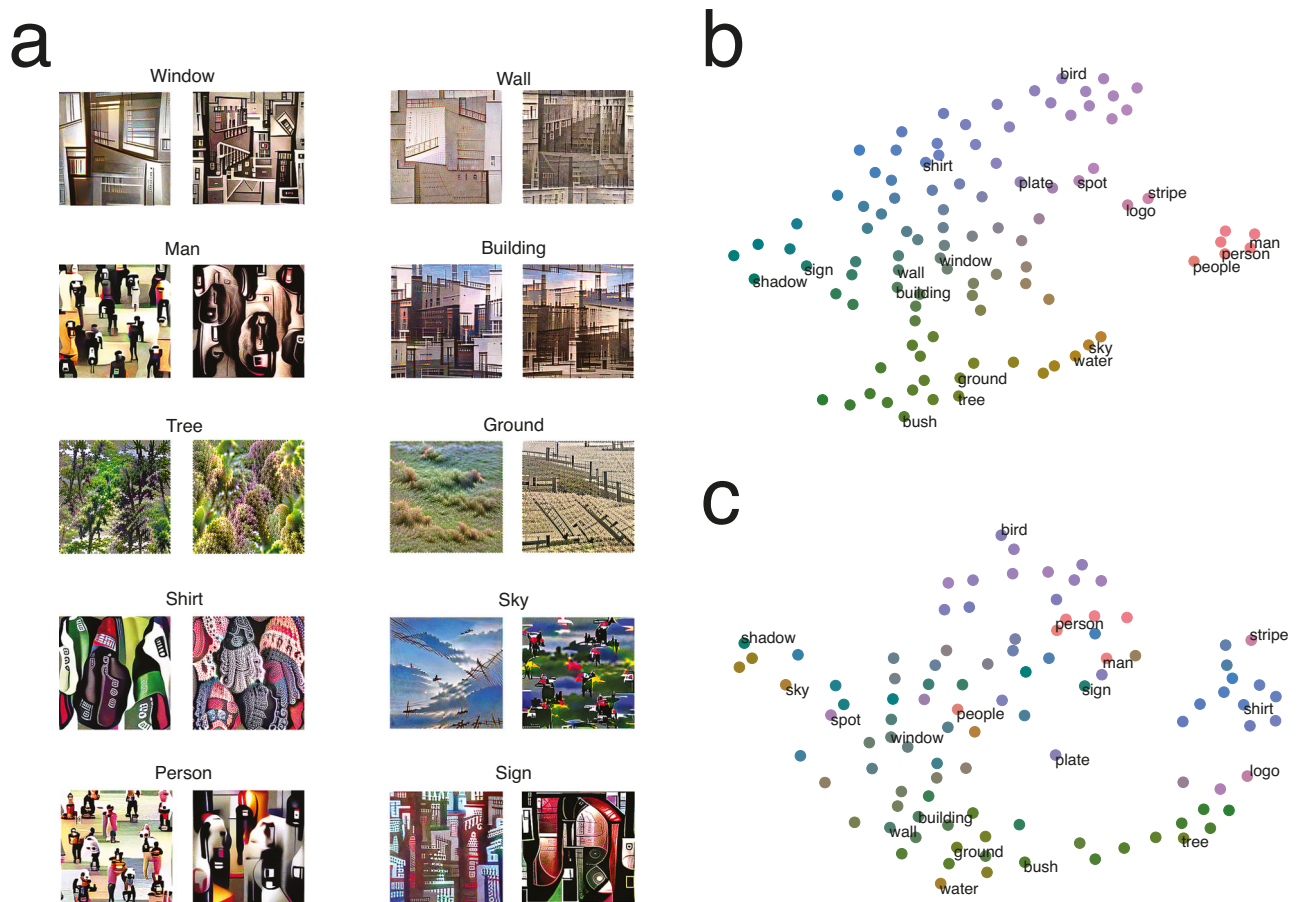 a
Window
Wall
Man
Building
Tree
Ground
Shirt
Sky
Person
Sign
b
bird
shirt
plate
spot
stripe
logo
man
person
people
sign
shadow
window
wall
building
sky
water
ground
tree
bush
c
bird
shadow
person
stripe
man
sky
sign
spot
people
shirt
window
plate
logo
building
wall
tree
ground
bush
water